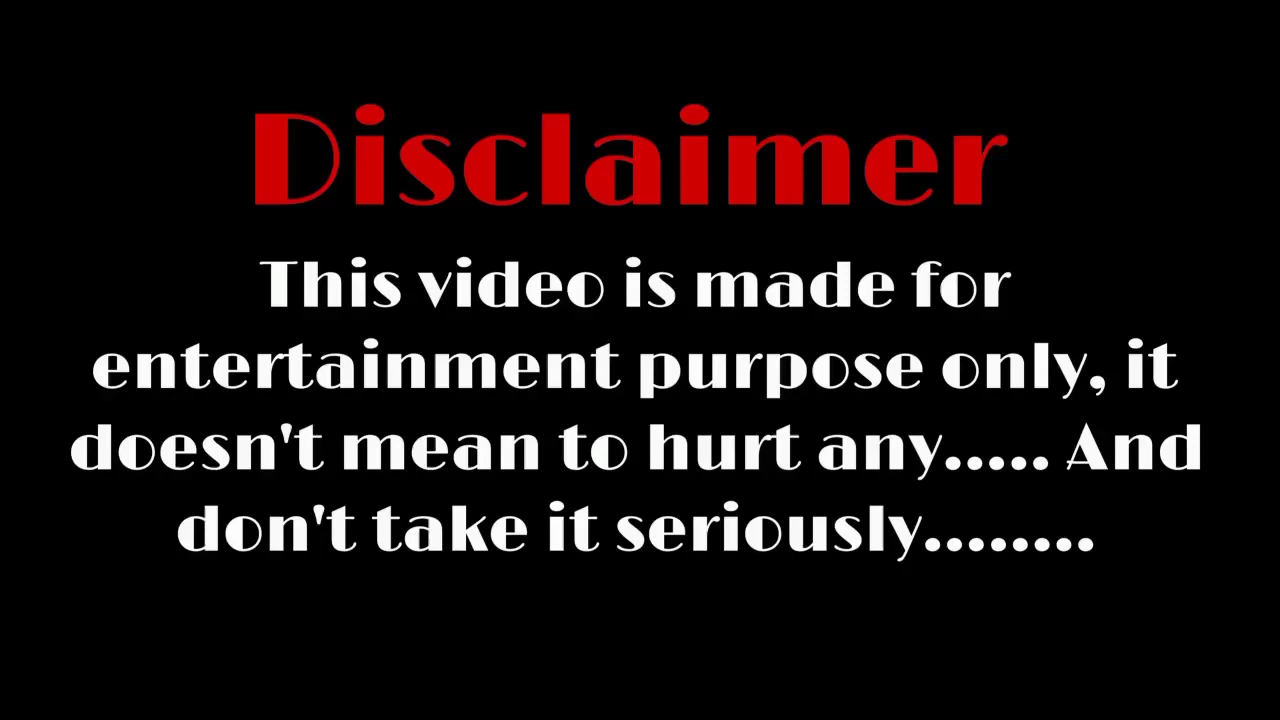 Disclaimer
This video is made for
entertainment purpose only, it
doesn't mean to hurt any..... And
don't take it seriously........